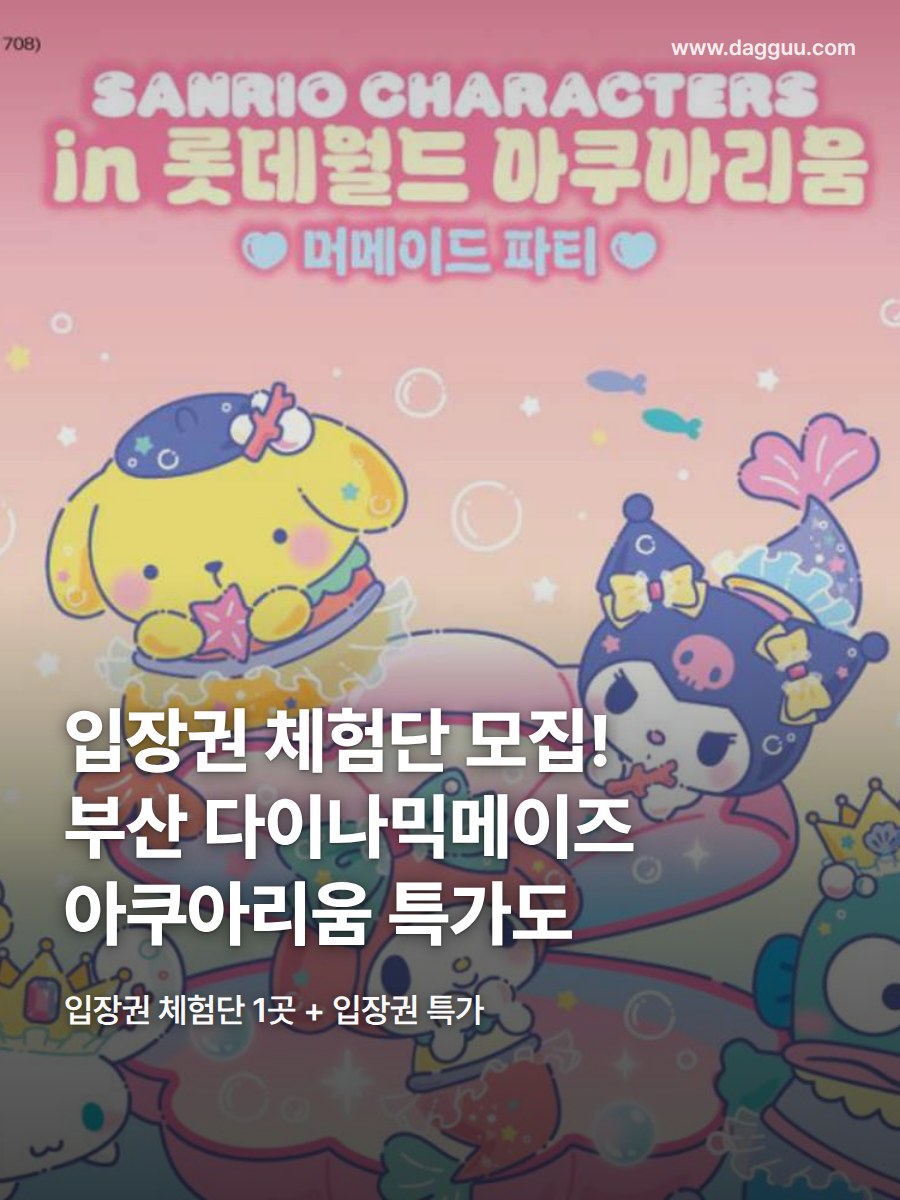 708)
www.dagguu.com
SANRIO CHARACTERS
in 롯데월드 아쿠아리움
머메이드 파티
입장권 체험단 모집!
부산 다이나믹메이즈
아쿠아리움 특가도
입장권 체험단 1곳 + 입장권 특가